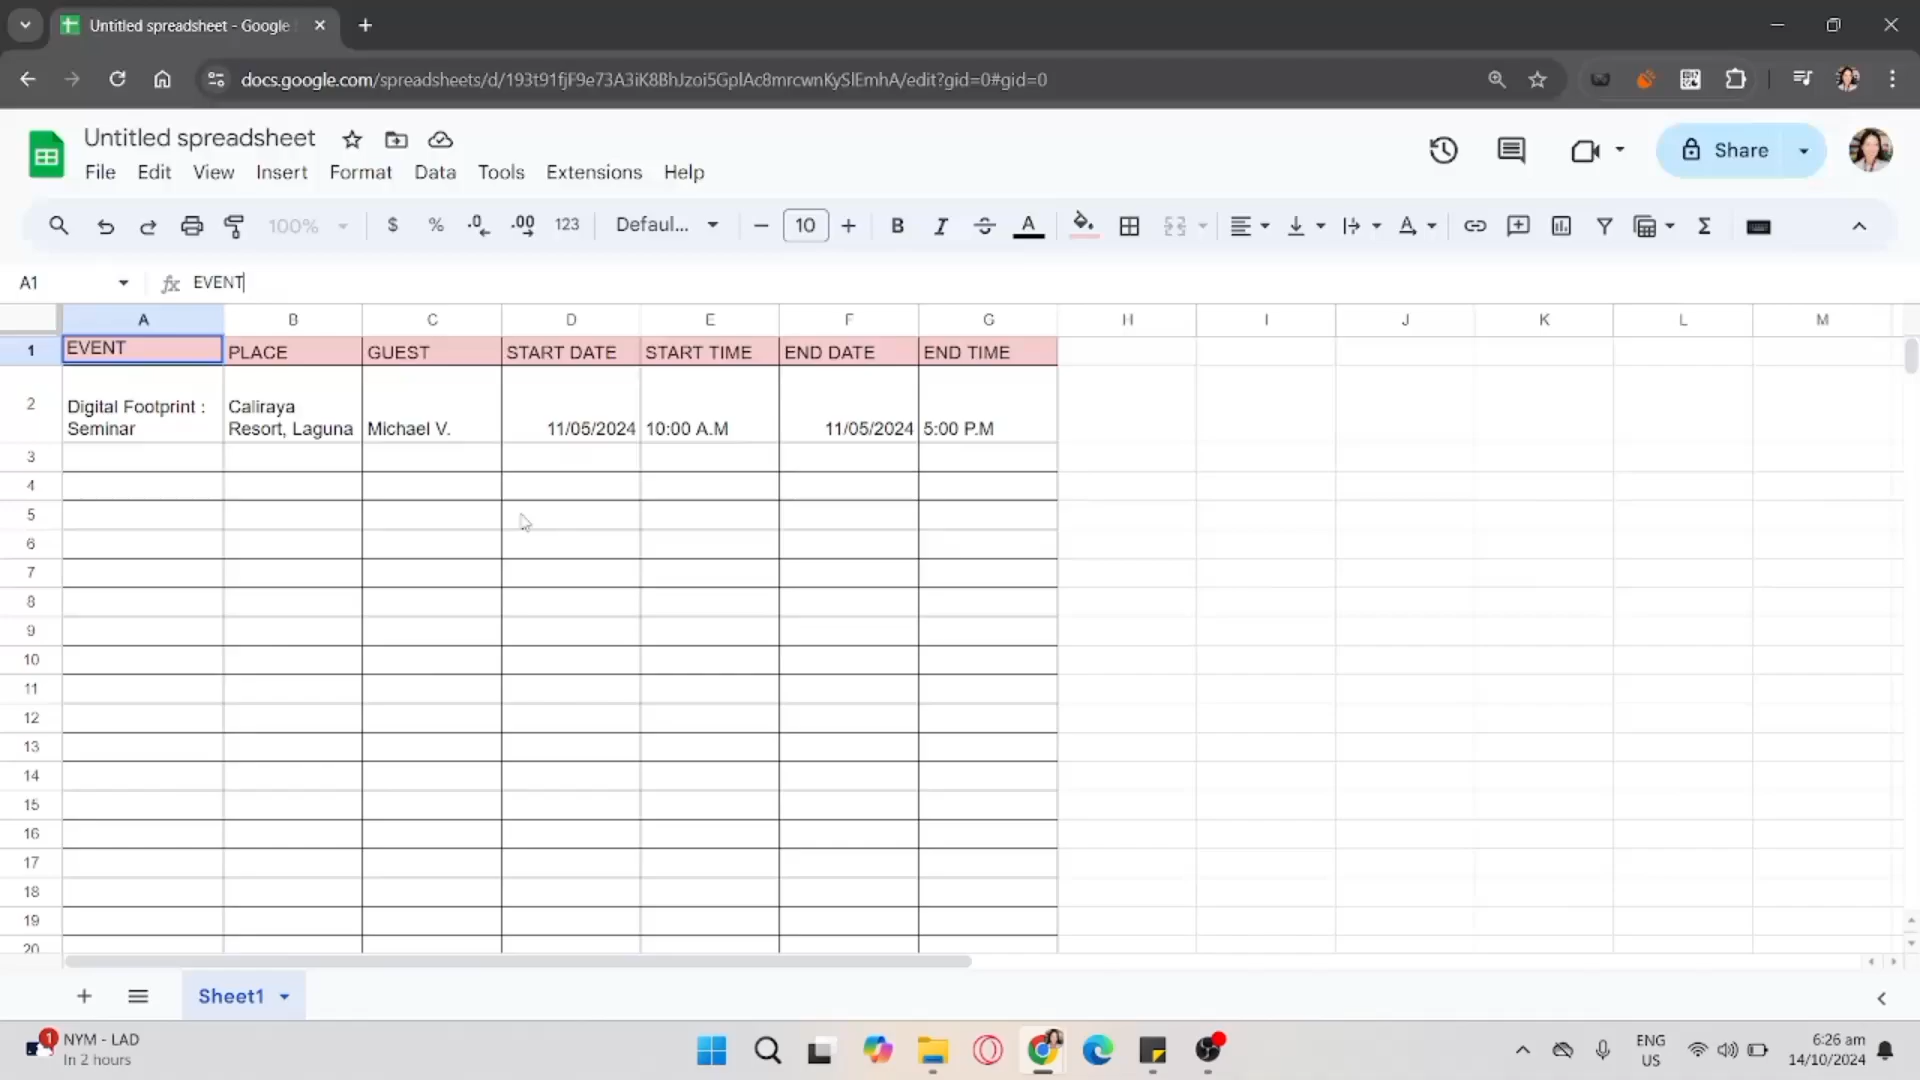 Untitled spreadsheet - Google
docs.google.com/spreadsheets/d/193t91fjF9e73A3iK8BhJzoi5GplAc8mrcwnKySlEmhA/edit?gid=0#gid=0
Untitled spreadsheet
File Edit View Insert Format Data Tools Extensions Help
Share
100% $ % .0 .00 123 Defaul... 10 B I A
A1 fx EVENT
A B C D E F G H I J K L M
1 EVENT PLACE GUEST START DATE START TIME END DATE END TIME
2 Digital Footprint : Seminar Caliraya Resort, Laguna Michael V. 11/05/2024 10:00 A.M 11/05/2024 5:00 P.M
3
4
5
6
7
8
9
10
11
12
13
14
15
16
17
18
19
20
Sheet1
1 NYM - LAD
In 2 hours
ENG
US
6:26 am
14/10/2024